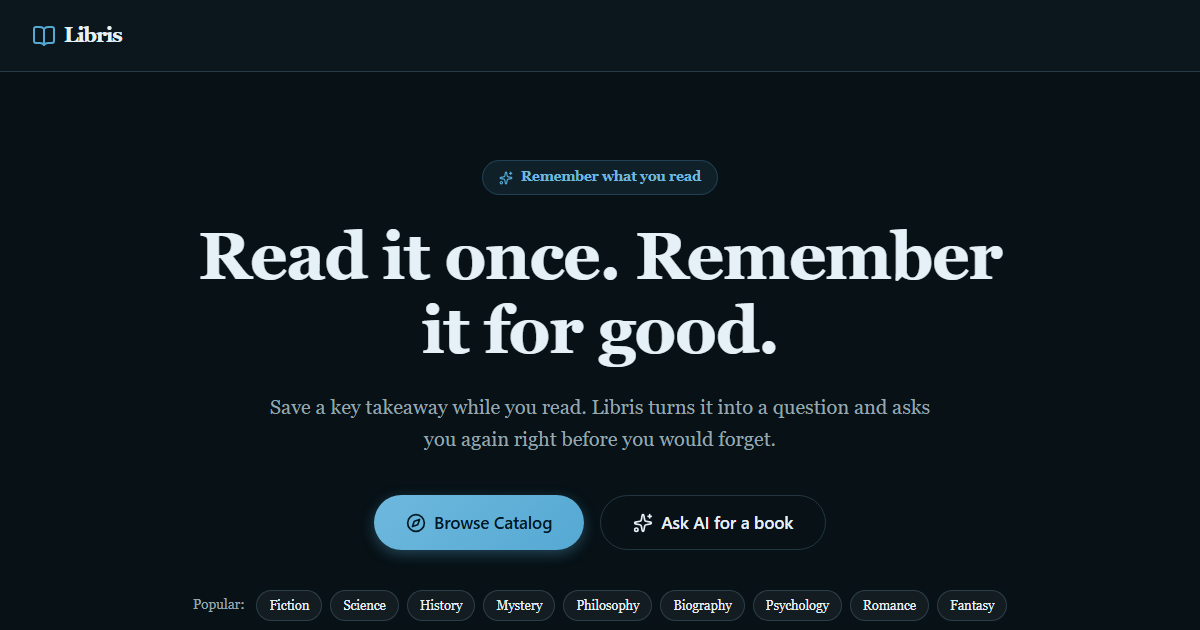 Libris
Remember what you read
Read it once. Remember
it for good.
Save a key takeaway while you read. Libris turns it into a question and asks
you again right before you would forget.
Browse Catalog
Ask AI for a book
Popular: Fiction Science History Mystery Philosophy Biography Psychology Romance Fantasy